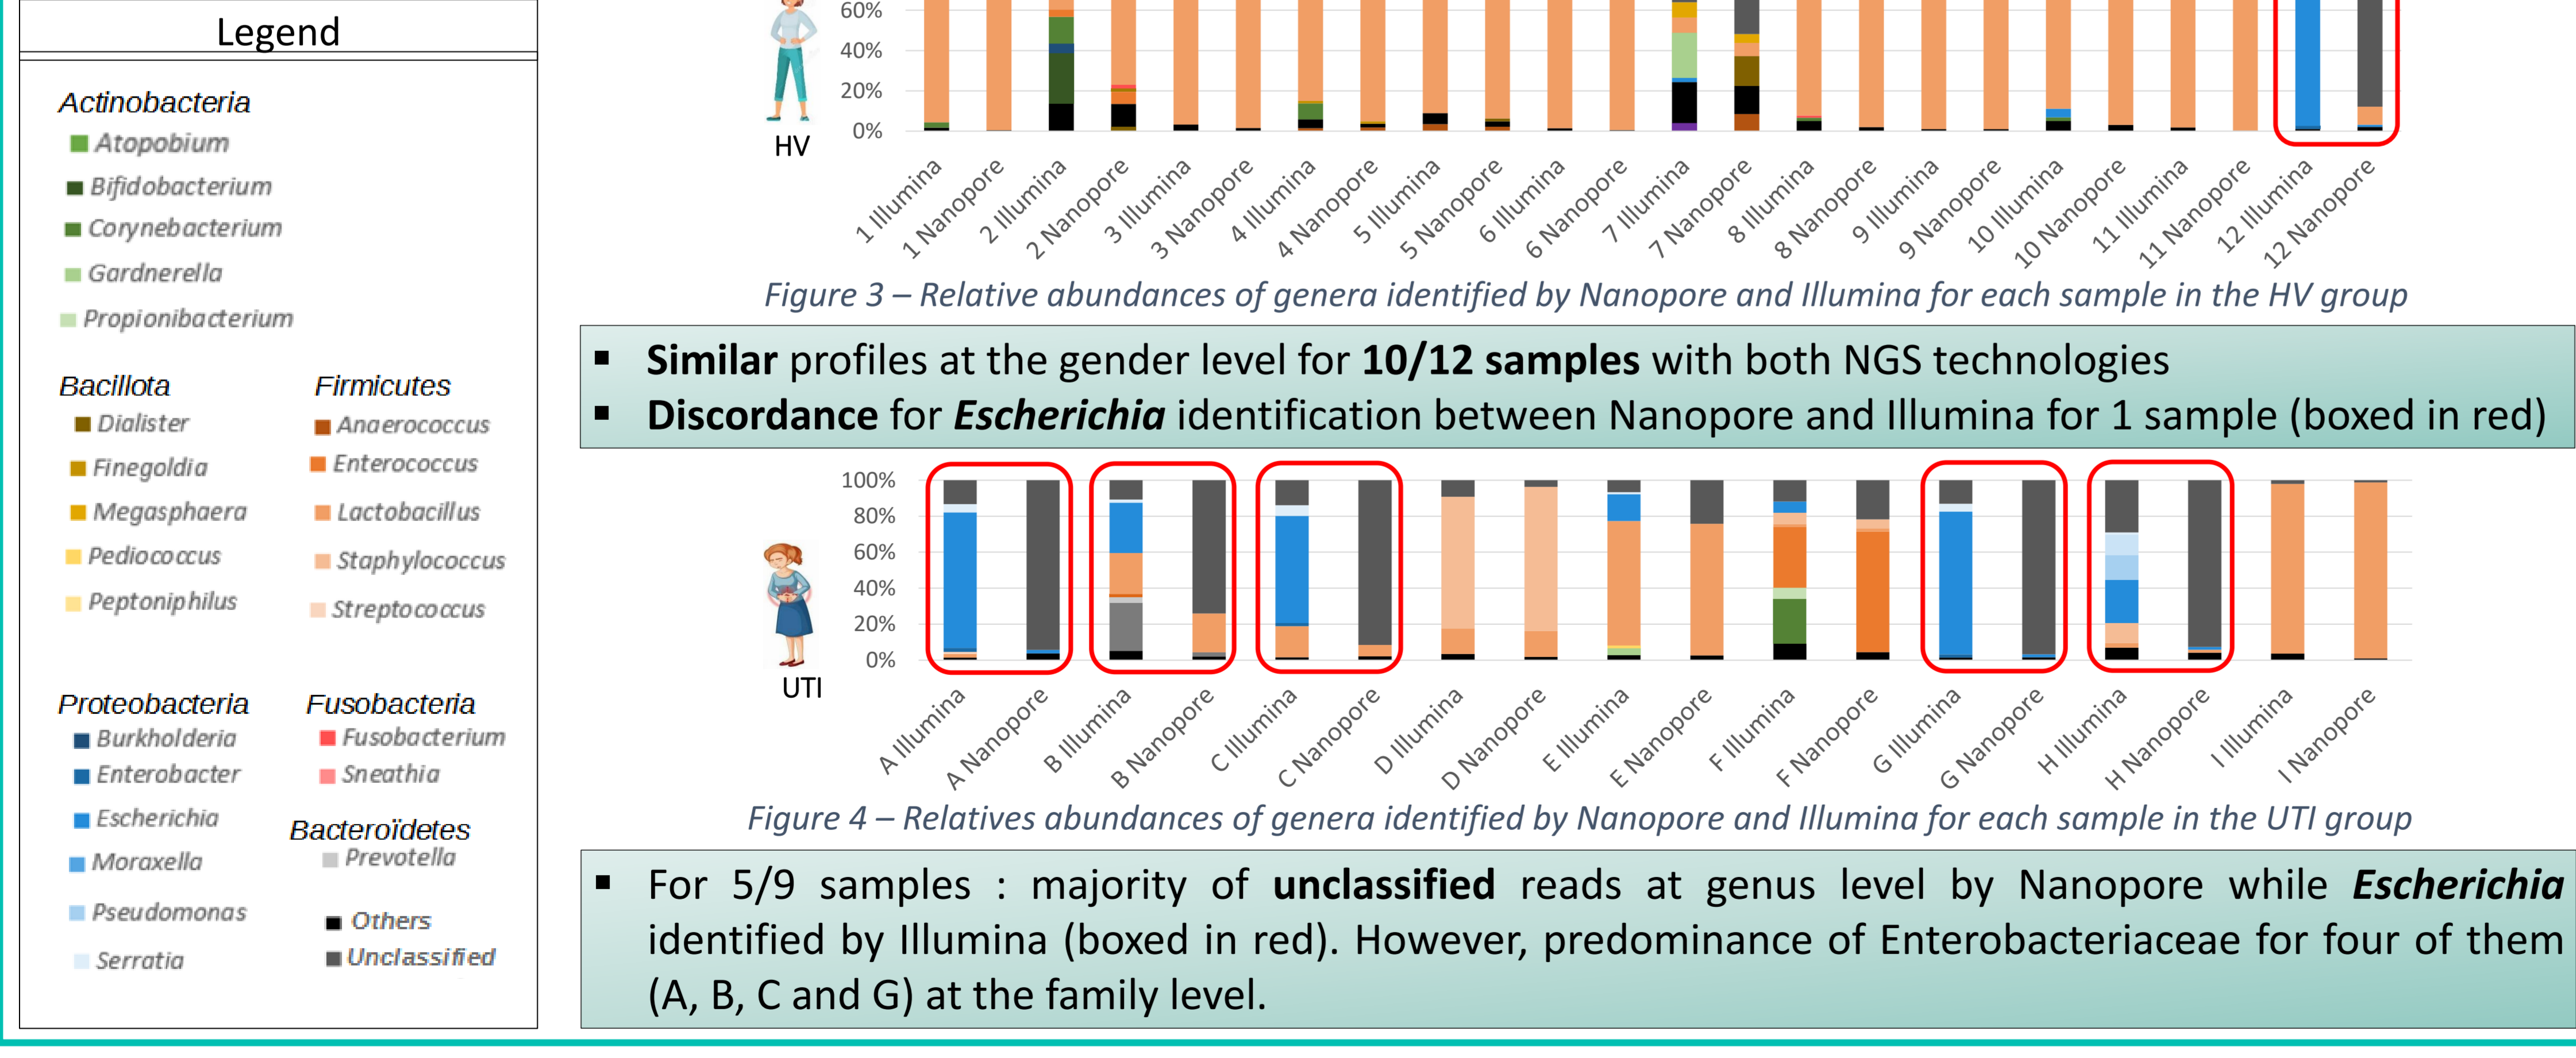 Legend
Actinobacteria
Atopobium
Bifidobacterium
Corynebacterium
Gardnerella
Propionibacterium
Bacillota
Dialister
Finegoldia
Megasphaera
Pediococcus
Peptoniphilus
Firmicutes
Anaerococcus
Enterococcus
Lactobacillus
Staphylococcus
Streptococcus
Proteobacteria
Burkholderia
Enterobacter
Escherichia
Moraxella
Pseudomonas
Serratia
Fusobacteria
Fusobacterium
Sneathia
Bacteroïdetes
Prevotella
Others
Unclassified
60%
40%
20%
0%
HV
1 Illumina
1 Nanopore
2 Illumina
2 Nanopore
3 Illumina
3 Nanopore
4 Illumina
4 Nanopore
5 Illumina
5 Nanopore
6 Illumina
6 Nanopore
7 Illumina
7 Nanopore
8 Illumina
8 Nanopore
9 Illumina
9 Nanopore
10 Illumina
10 Nanopore
11 Illumina
11 Nanopore
12 Illumina
12 Nanopore
Figure 3 – Relative abundances of genera identified by Nanopore and Illumina for each sample in the HV group
▪ Similar profiles at the gender level for 10/12 samples with both NGS technologies
▪ Discordance for Escherichia identification between Nanopore and Illumina for 1 sample (boxed in red)
100%
80%
60%
40%
20%
0%
UTI
A Illumina
A Nanopore
B Illumina
B Nanopore
C Illumina
C Nanopore
D Illumina
D Nanopore
E Illumina
E Nanopore
F Illumina
F Nanopore
G Illumina
G Nanopore
H Illumina
H Nanopore
I Illumina
I Nanopore
Figure 4 – Relatives abundances of genera identified by Nanopore and Illumina for each sample in the UTI group
▪ For 5/9 samples : majority of unclassified reads at genus level by Nanopore while Escherichia
identified by Illumina (boxed in red). However, predominance of Enterobacteriaceae for four of them
(A, B, C and G) at the family level.